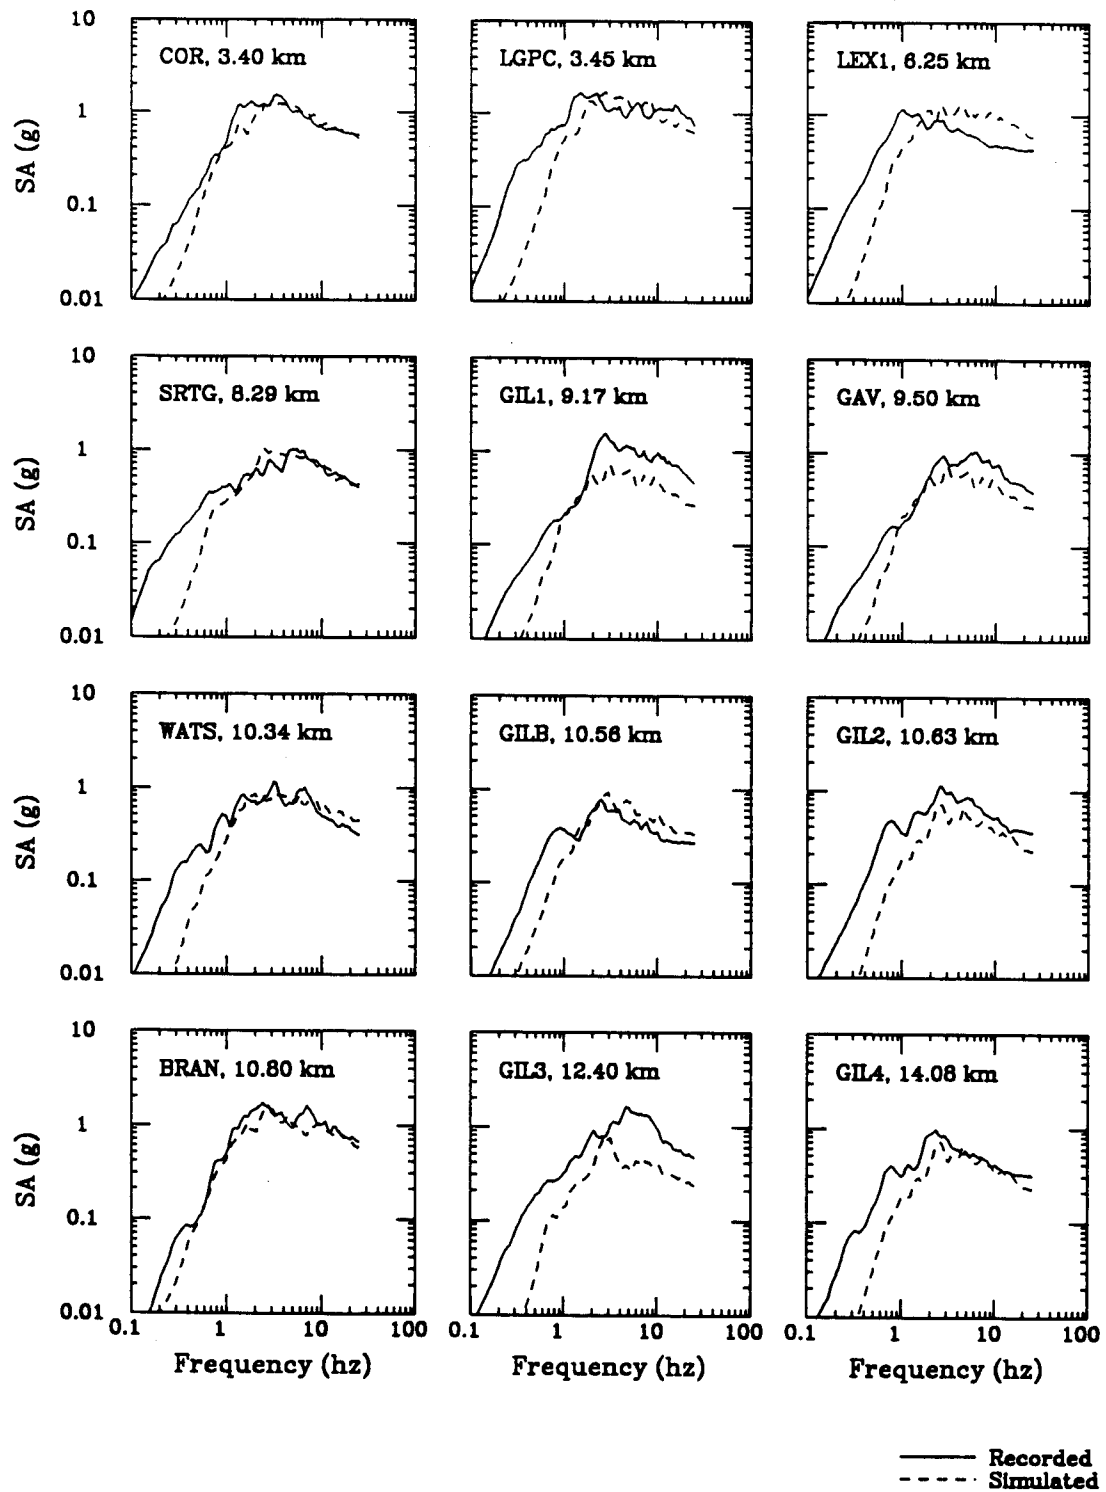 10
COR, 3.40 km
LGPC, 3.45 km
LEX1, 6.25 km
1
SA (g)
0.1
0.01
10
SRTG, 8.29 km
GIL1, 9.17 km
GAV, 9.50 km
1
SA (g)
0.1
0.01
10
WATS, 10.34 km
GILB, 10.56 km
GIL2, 10.63 km
1
SA (g)
0.1
0.01
10
BRAN, 10.80 km
GIL3, 12.40 km
GIL4, 14.08 km
1
SA (g)
0.1
0.01
0.1 1 10 100 0.1 1 10 100 0.1 1 10 100
Frequency (hz) Frequency (hz) Frequency (hz)
Recorded
Simulated